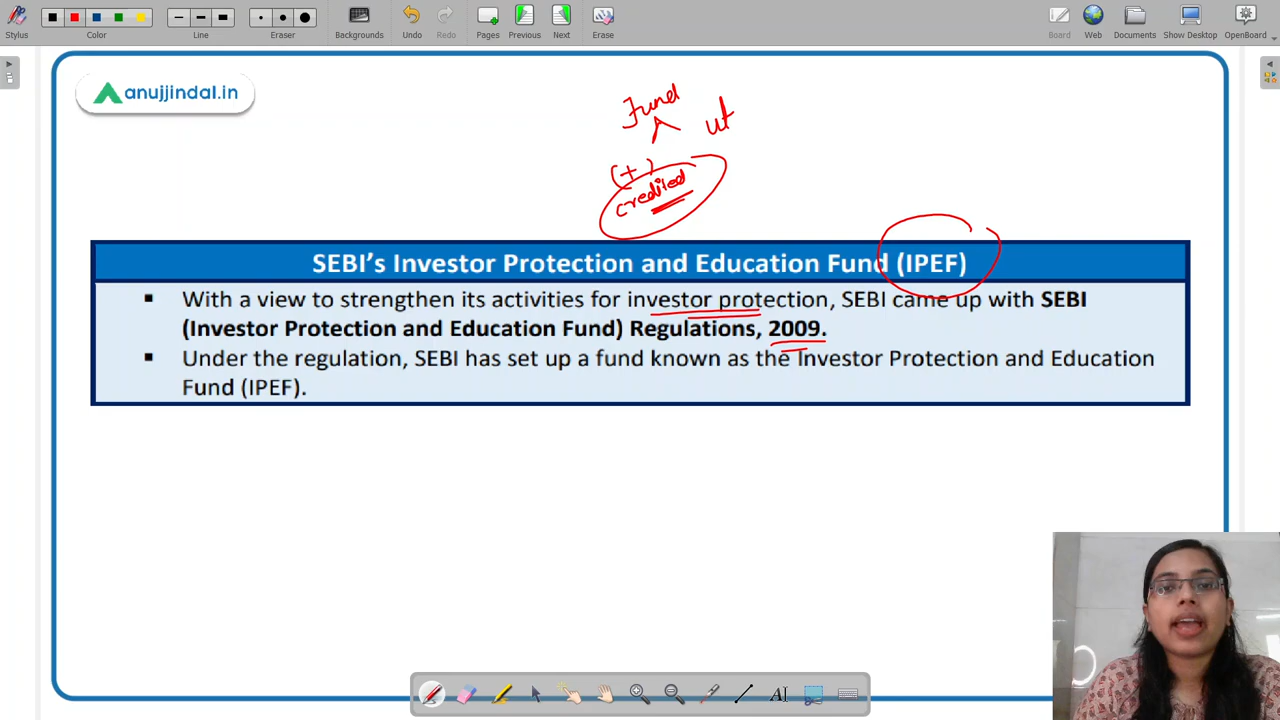 Stylus
Color
Line
Eraser
Backgrounds
Undo
Redo
Pages
Previous
Next
Erase
Board
Web
Documents
Show Desktop
OpenBoard
anujjindal.in
Fund
ut
(+)
credited
SEBI's Investor Protection and Education Fund (IPEF)
With a view to strengthen its activities for investor protection, SEBI came up with SEBI
(Investor Protection and Education Fund) Regulations, 2009.
Under the regulation, SEBI has set up a fund known as the Investor Protection and Education
Fund (IPEF).